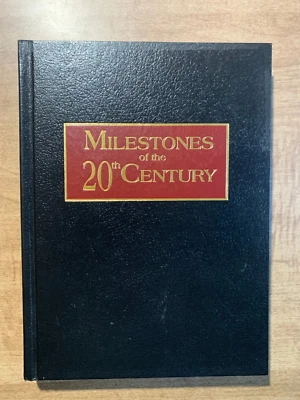 MILESTONES
of the
20th CENTURY